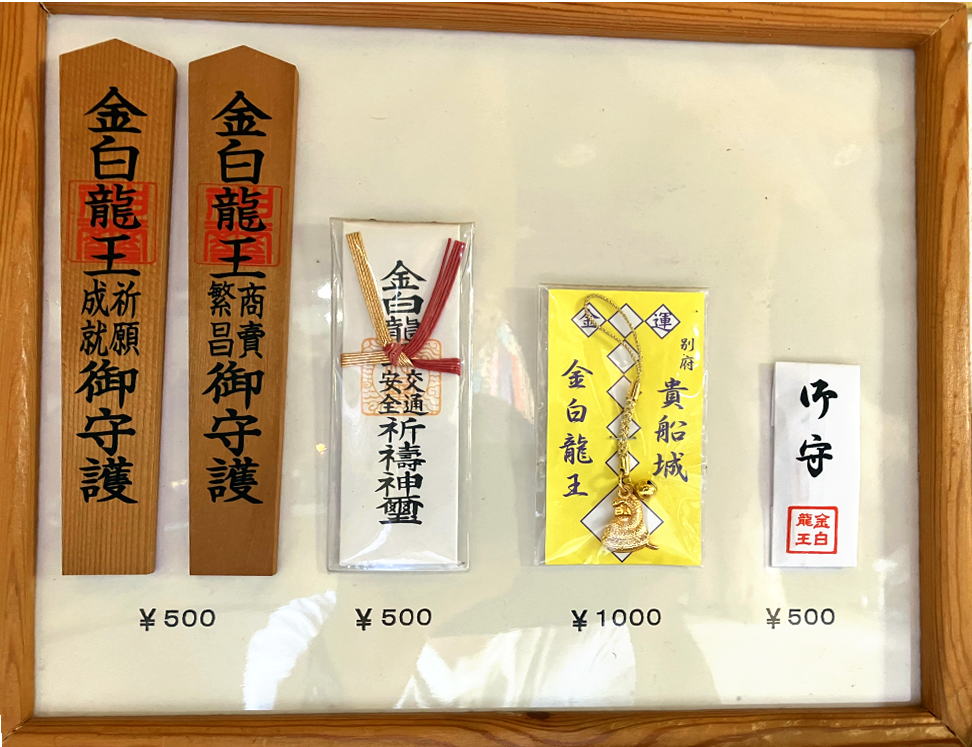 金白龍王
祈願
成就
御守護
金白龍王
商賣
繁昌
御守護
金白龍
交通
安全
祈禱神璽
金運
別府
貴船城
金白龍王
御守
金白
龍王
¥500
¥500
¥1000
¥500